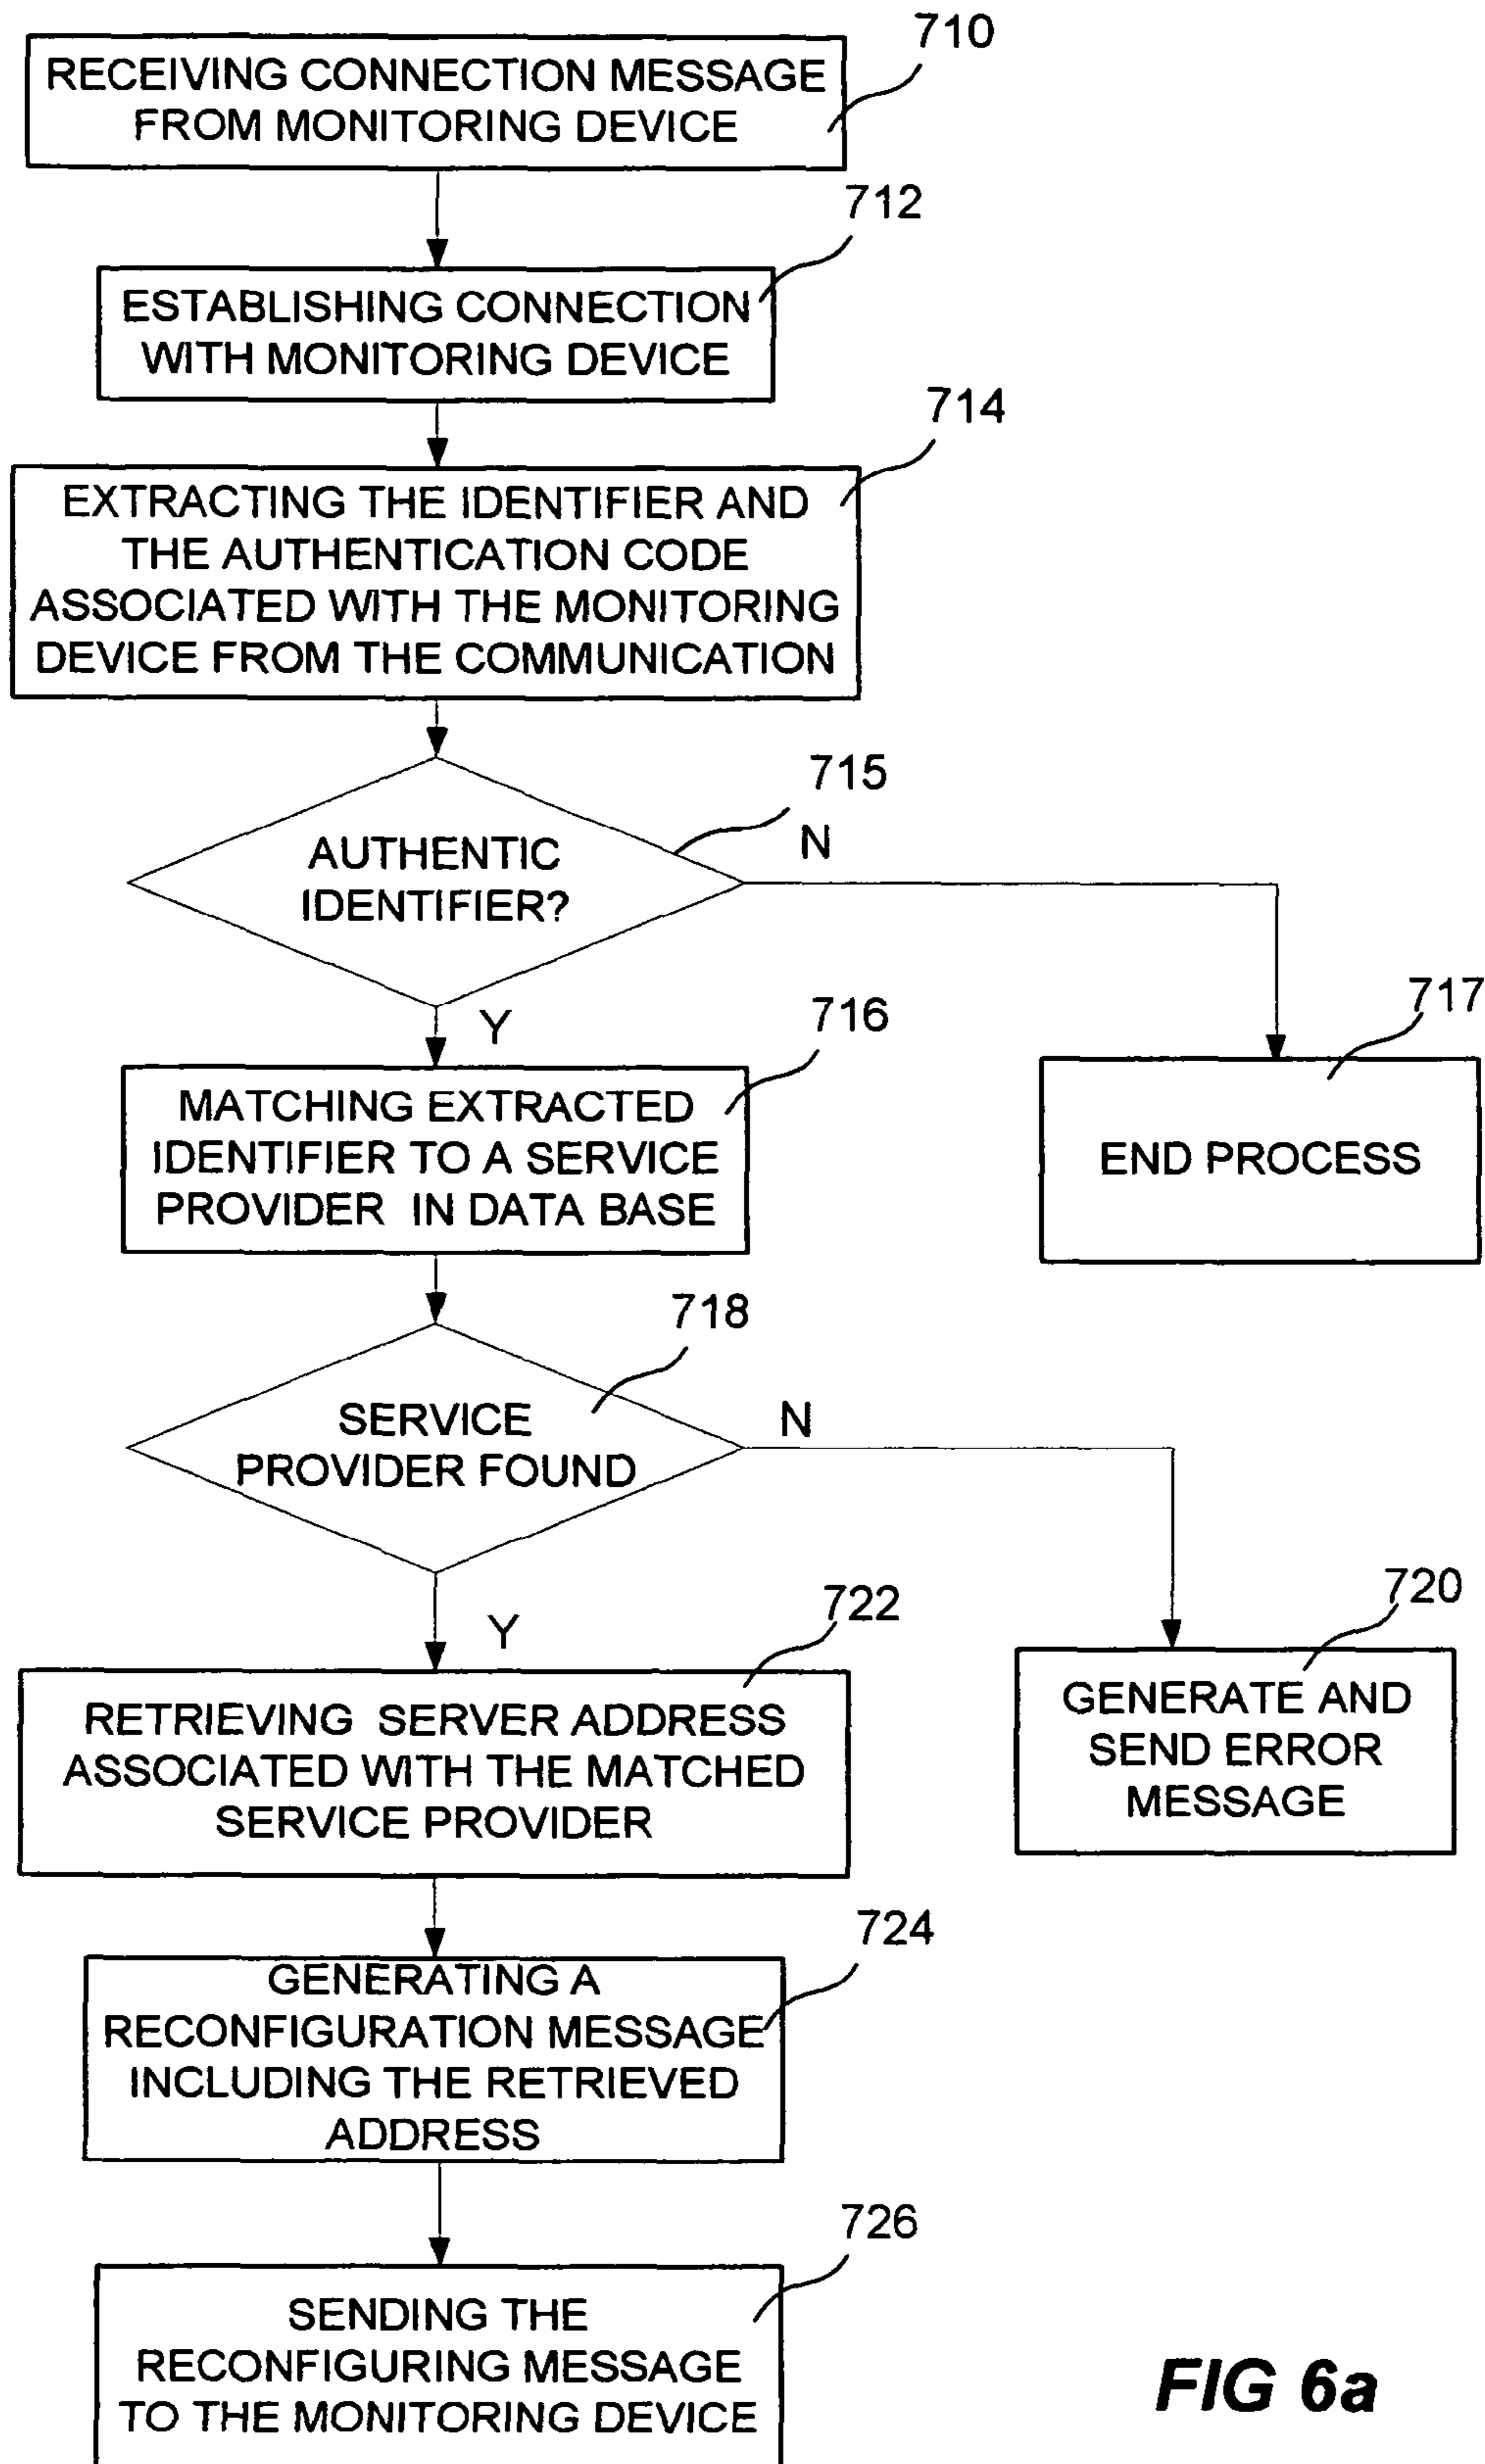 710
RECEIVING CONNECTION MESSAGE
FROM MONITORING DEVICE
712
ESTABLISHING CONNECTION
WITH MONITORING DEVICE
714
EXTRACTING THE IDENTIFIER AND
THE AUTHENTICATION CODE
ASSOCIATED WITH THE MONITORING
DEVICE FROM THE COMMUNICATION
715
AUTHENTIC
IDENTIFIER?
N
Y
716
MATCHING EXTRACTED
IDENTIFIER TO A SERVICE
PROVIDER IN DATA BASE
717
END PROCESS
718
SERVICE
PROVIDER FOUND
N
Y
720
GENERATE AND
SEND ERROR
MESSAGE
722
RETRIEVING SERVER ADDRESS
ASSOCIATED WITH THE MATCHED
SERVICE PROVIDER
724
GENERATING A
RECONFIGURATION MESSAGE
INCLUDING THE RETRIEVED
ADDRESS
726
SENDING THE
RECONFIGURING MESSAGE
TO THE MONITORING DEVICE
FIG 6a